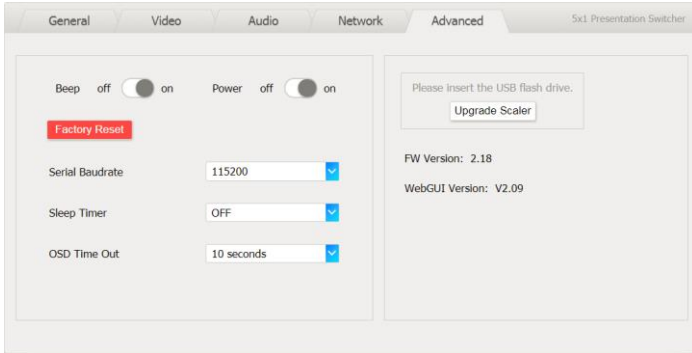 General Video Audio Network Advanced 5x1 Presentation Switcher
Beep off on Power off on
Factory Reset
Serial Baudrate 115200
Sleep Timer OFF
OSD Time Out 10 seconds
Please insert the USB flash drive.
Upgrade Scaler
FW Version: 2.18
WebGUI Version: V2.09